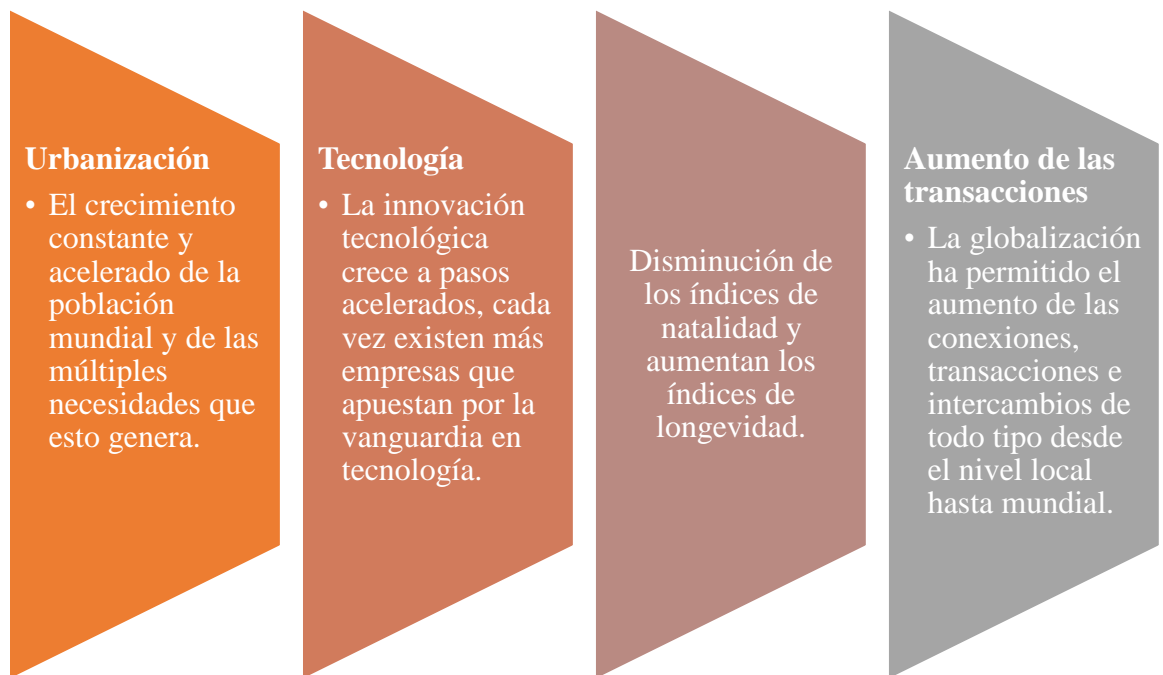 Urbanización
• El crecimiento
constante y
acelerado de la
población
mundial y de las
múltiples
necesidades que
esto genera.
Tecnología
• La innovación
tecnológica
crece a pasos
acelerados, cada
vez existen más
empresas que
apuestan por la
vanguardia en
tecnología.
Disminución de
los índices de
natalidad y
aumentan los
índices de
longevidad.
Aumento de las
transacciones
• La globalización
ha permitido el
aumento de las
conexiones,
transacciones e
intercambios de
todo tipo desde
el nivel local
hasta mundial.